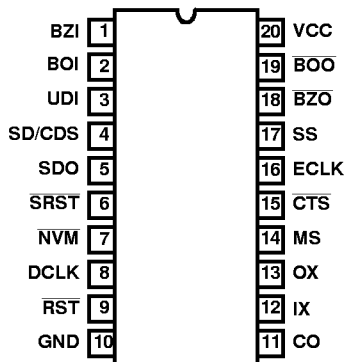 BZI 1 20 VCC
BOI 2 19 BOO
UDI 3 18 BZO
SD/CDS 4 17 SS
SDO 5 16 ECLK
SRST 6 15 CTS
NVM 7 14 MS
DCLK 8 13 OX
RST 9 12 IX
GND 10 11 CO